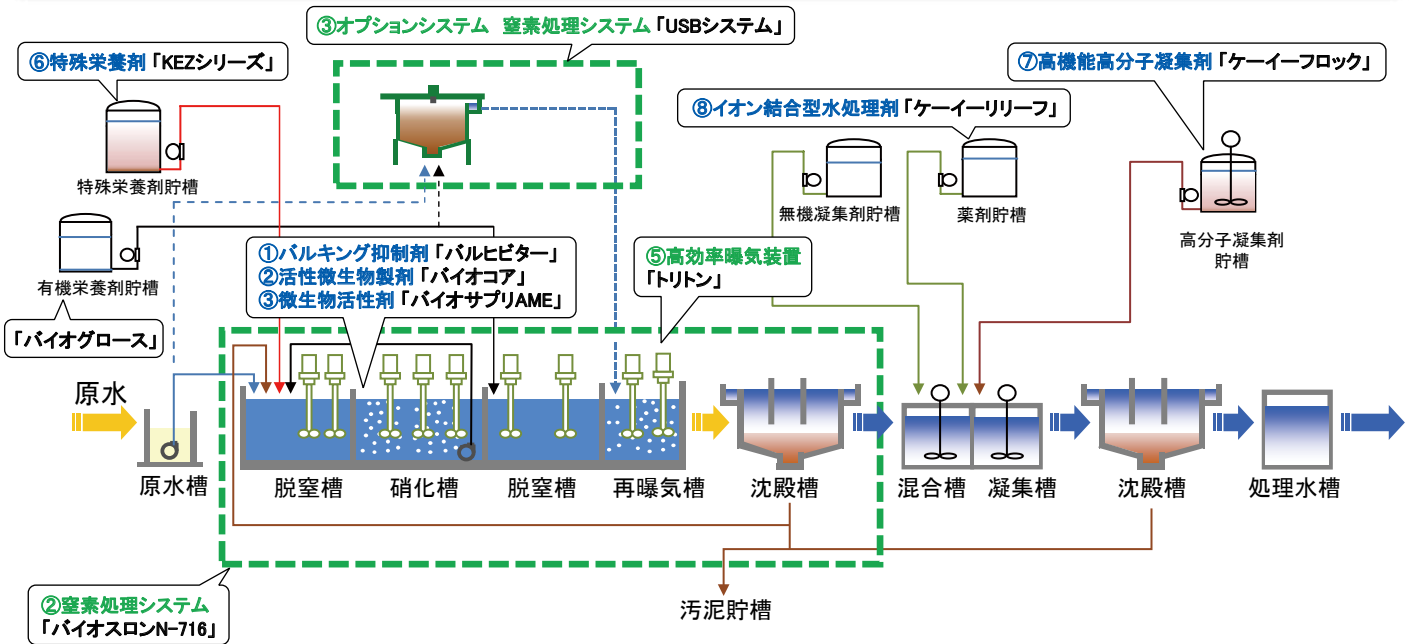 ③オプションシステム 窒素処理システム「USBシステム」
⑥特殊栄養剤「KEZシリーズ」
⑦高機能高分子凝集剤「ケーイーフロック」
⑧イオン結合型水処理剤「ケーイーリリーフ」
特殊栄養剤貯槽
無機凝集剤貯槽
薬剤貯槽
高分子凝集剤
貯槽
有機栄養剤貯槽
「バイオグロース」
①バルキング抑制剤「バルヒビター」
②活性微生物製剤「バイオコア」
③微生物活性剤「バイオサプリAME」
⑤高効率曝気装置
「トリトン」
原水
原水槽
脱窒槽
硝化槽
脱窒槽
再曝気槽
沈殿槽
混合槽
凝集槽
沈殿槽
処理水槽
②窒素処理システム
「バイオスロンN-716」
汚泥貯槽